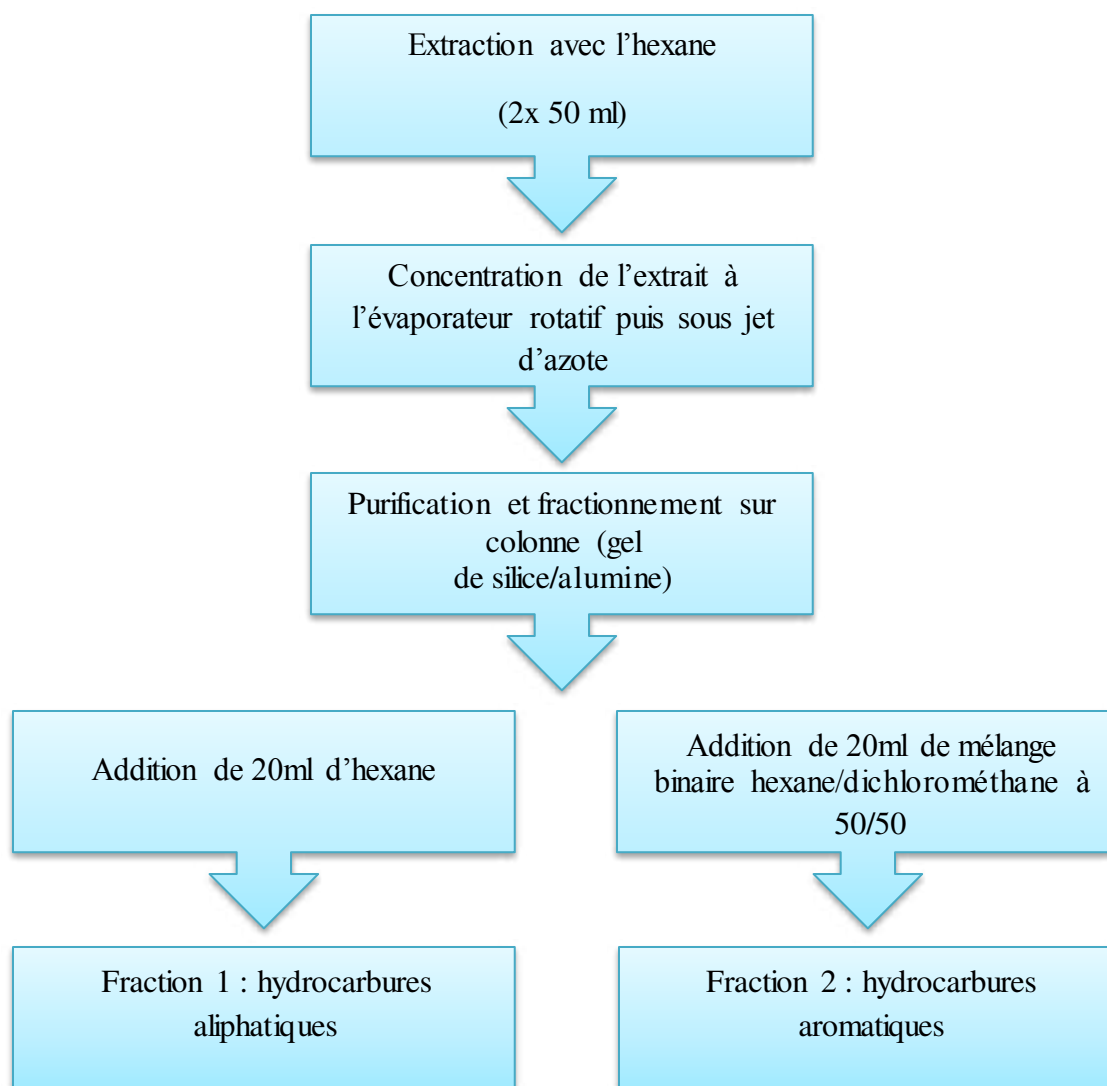 Extraction avec l’hexane
(2x 50 ml)
Concentration de l’extrait à
l’évaporateur rotatif puis sous jet
d’azote
Purification et fractionnement sur
colonne (gel
de silice/alumine)
Addition de 20ml d’hexane
Addition de 20ml de mélange
binaire hexane/dichlorométhane à
50/50
Fraction 1 : hydrocarbures
aliphatiques
Fraction 2 : hydrocarbures
aromatiques